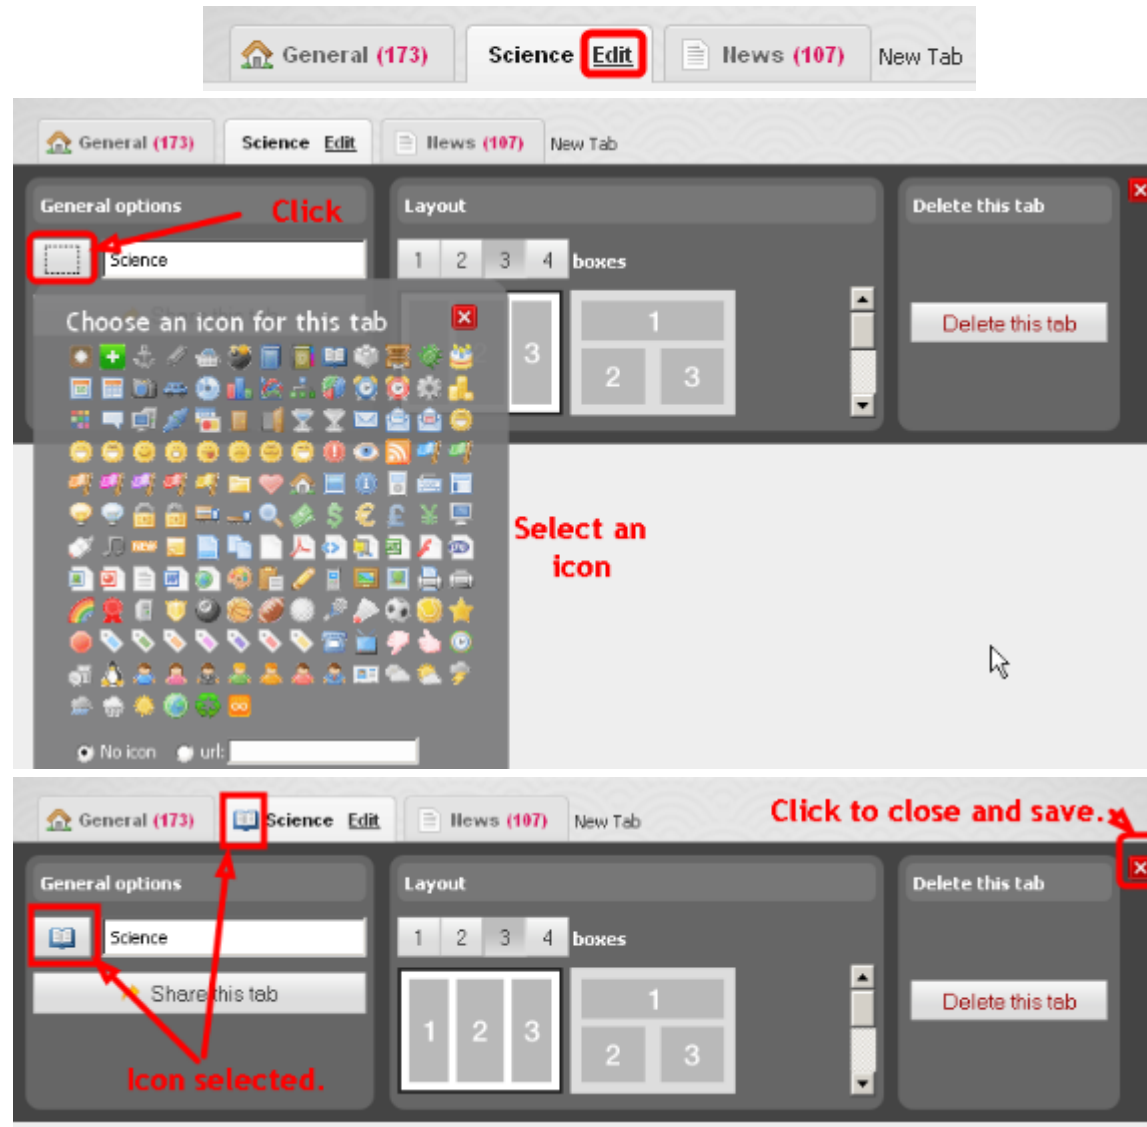 General (173) Science Edit News (107) New Tab
General (173) Science Edit News (107) New Tab
General options Click Layout Delete this tab
Science 1 2 3 4 boxes
Choose an icon for this tab
3 1
2 3
Delete this tab
Select an
icon
No icon url:
General (173) Science Edit News (107) New Tab Click to close and save.
General options Layout Delete this tab
Science 1 2 3 4 boxes
Share this tab
1 2 3 1
2 3
Delete this tab
Icon selected.